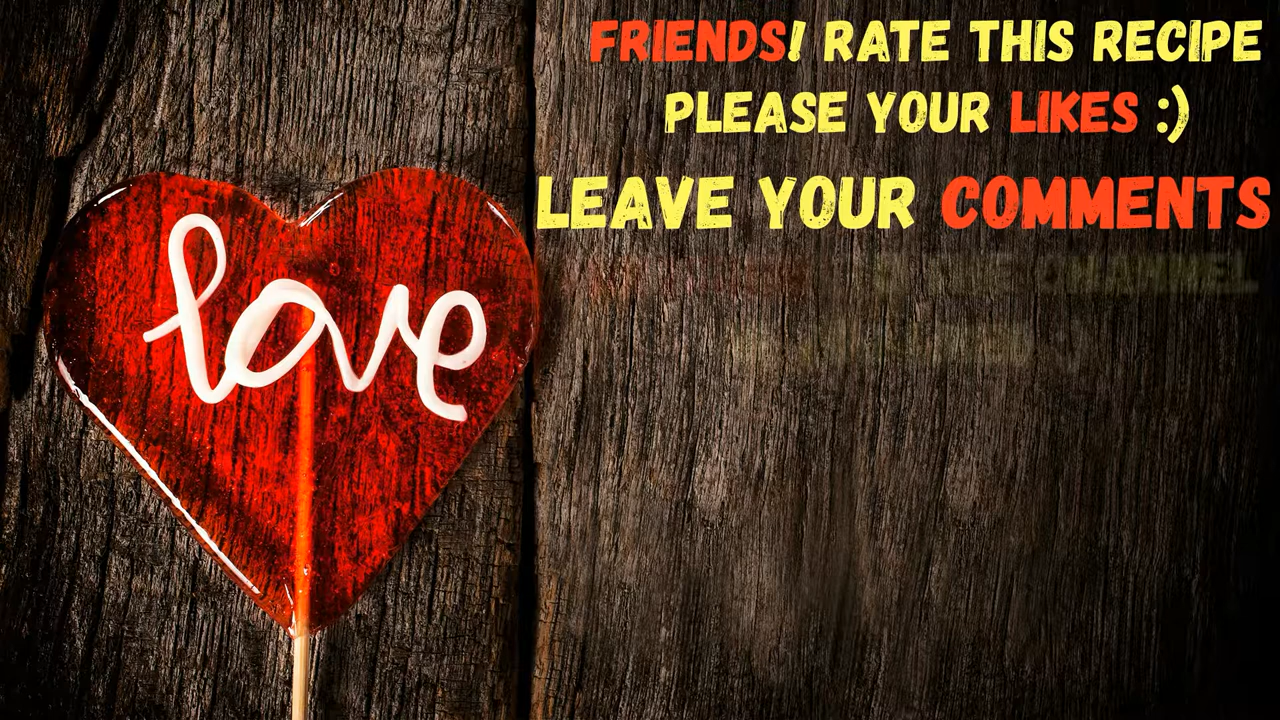 FRIENDS! RATE THIS RECIPE
PLEASE YOUR LIKES :)
LEAVE YOUR COMMENTS
love